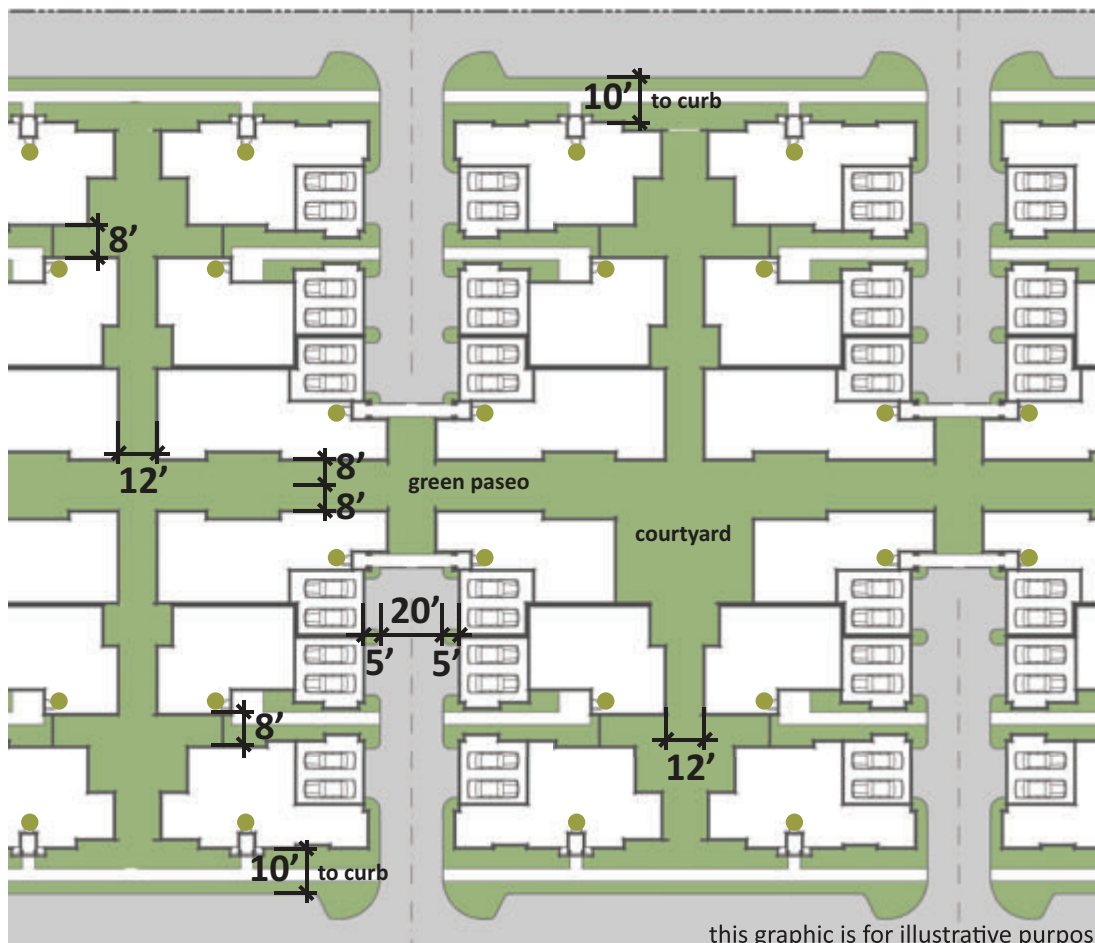 10' to curb
8'
12'
8'
green paseo
8'
courtyard
20'
5'
5'
8'
12'
10' to curb
this graphic is for illustrative purpos